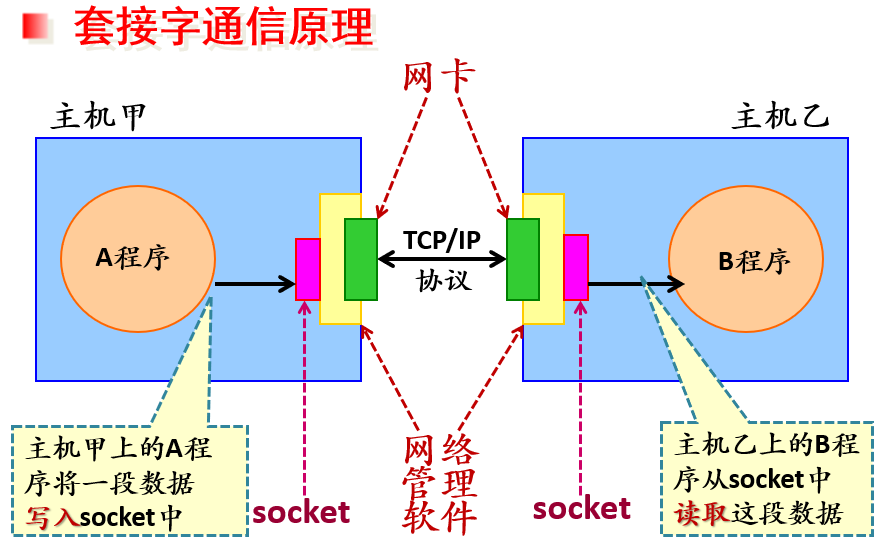 套接字通信原理
网卡
主机甲
主机乙
A程序
TCP/IP
协议
B程序
主机甲上的A程
序将一段数据
写入socket中
socket
网络
管理
软件
socket
主机乙上的B程
序从socket中
读取这段数据